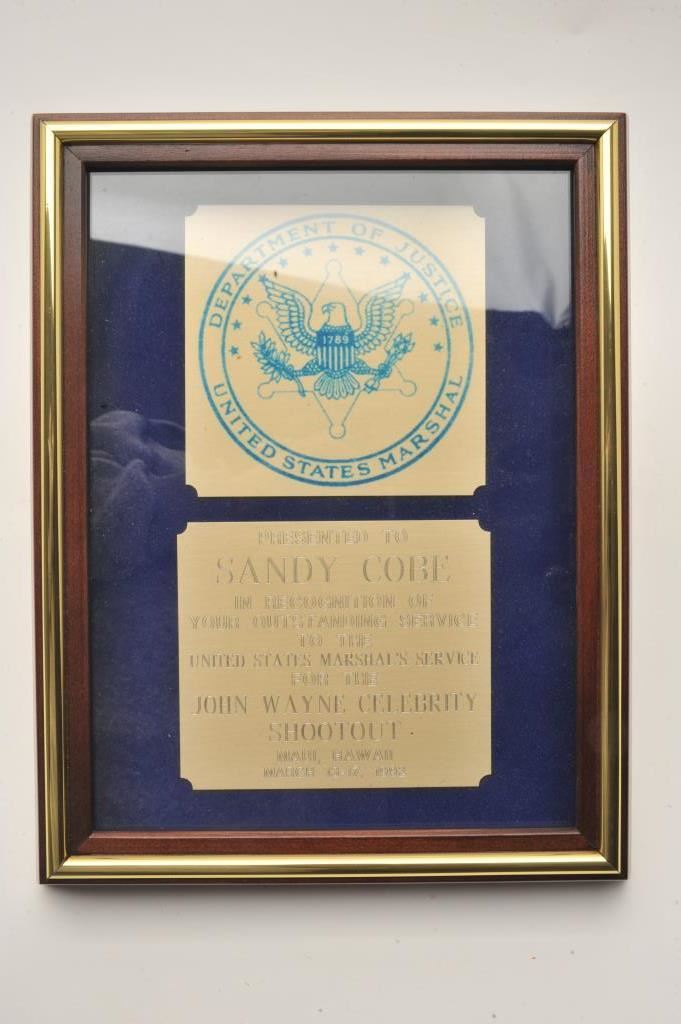 DEPARTMENT OF JUSTICE
1789
UNITED STATES MARSHAL
PRESENTED TO
SANDY COBE
IN RECOGNITION OF
YOUR OUTSTANDING SERVICE
TO THE
UNITED STATES MARSHAL'S SERVICE
FOR THE
JOHN WAYNE CELEBRITY
SHOOTOUT
MAUI, HAWAII
MARCH